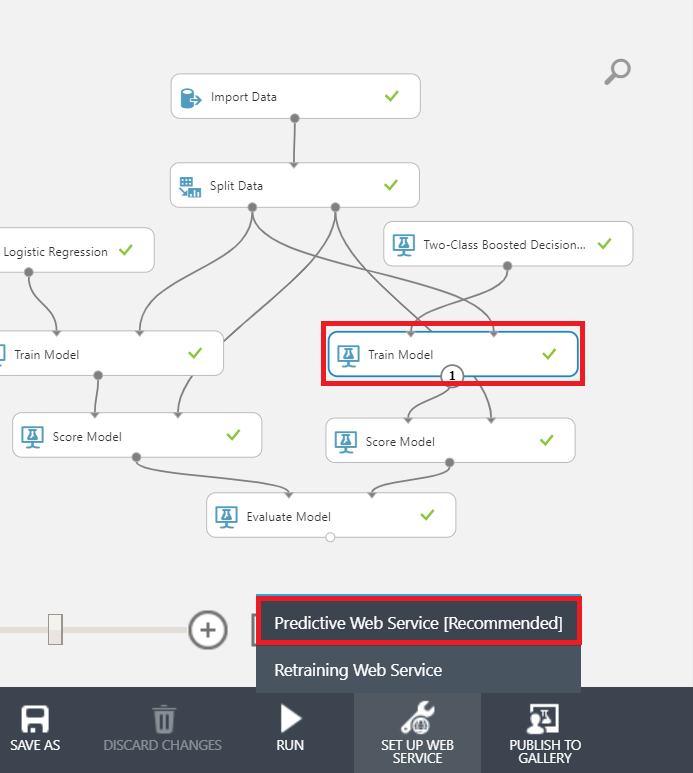 Import Data
Split Data
Logistic Regression
Two-Class Boosted Decision...
Train Model
Train Model
1
Score Model
Score Model
Evaluate Model
Predictive Web Service [Recommended]
Retraining Web Service
SAVE AS
DISCARD CHANGES
RUN
SET UP WEB
SERVICE
PUBLISH TO
GALLERY